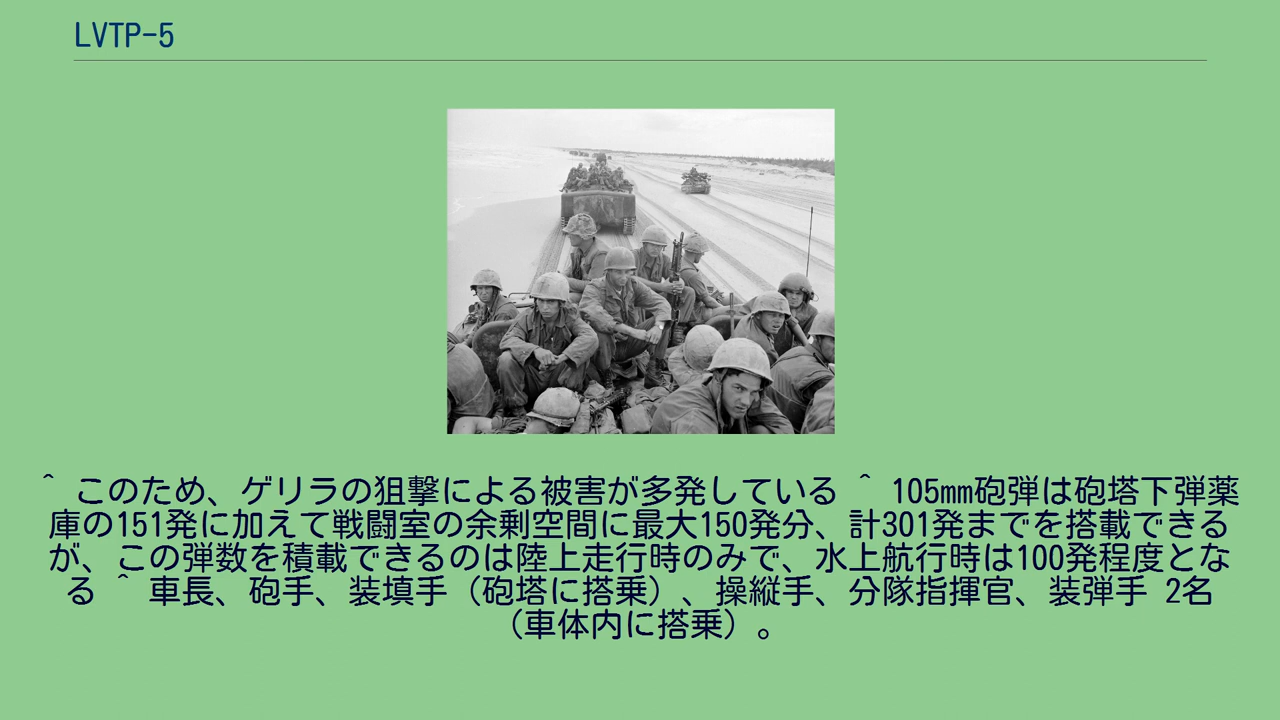 LVTP-5
^ このため、ゲリラの狙撃による被害が多発している ^ 105mm砲弾は砲塔下弾薬
庫の151発に加えて戦闘室の余剰空間に最大150発分、計301発までを搭載できる
が、この弾数を積載できるのは陸上走行時のみで、水上航行時は100発程度とな
る ^ 車長、砲手、装填手（砲塔に搭乗）、操縦手、分隊指揮官、装弾手 2名
（車体内に搭乗）。